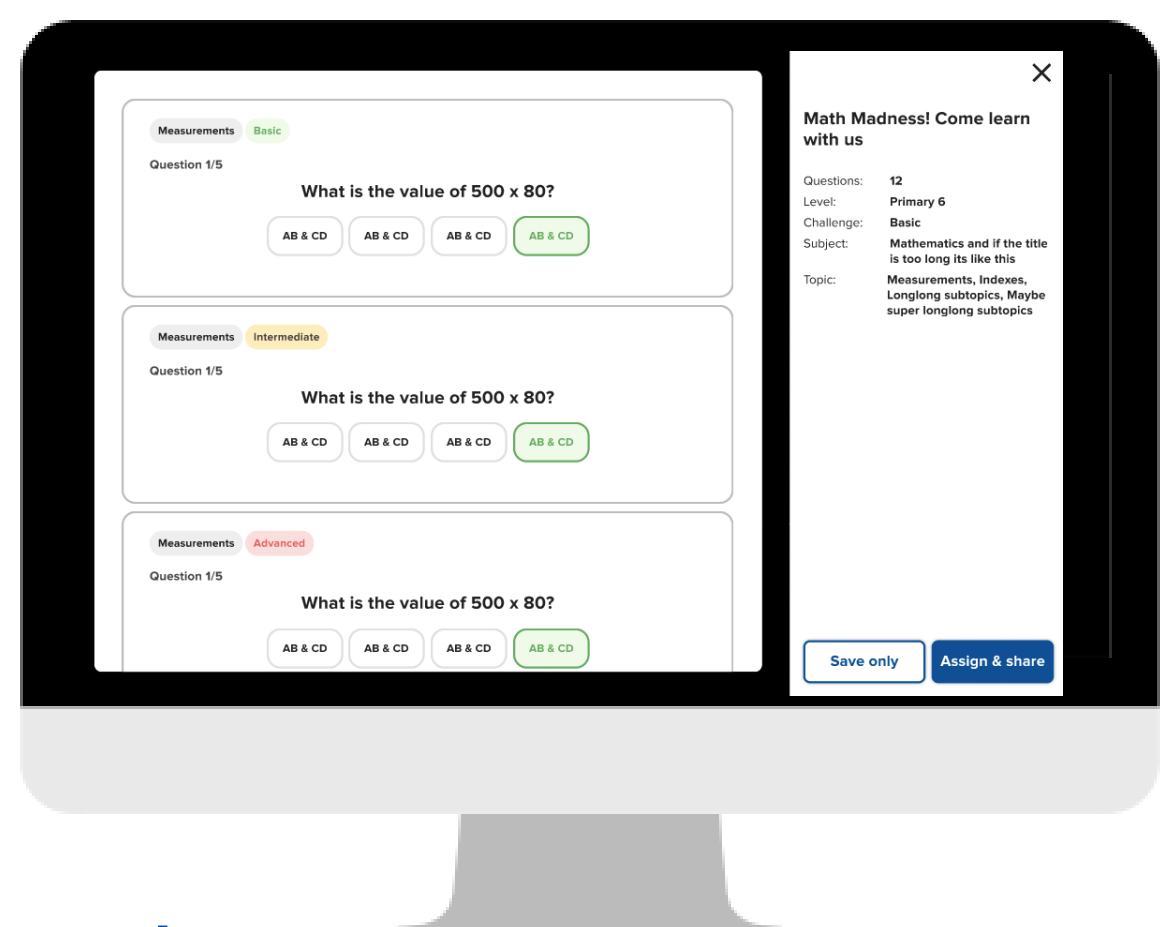 Measurements Basic
Question 1/5
What is the value of 500 x 80?
AB & CD AB & CD AB & CD AB & CD
Measurements Intermediate
Question 1/5
What is the value of 500 x 80?
AB & CD AB & CD AB & CD AB & CD
Measurements Advanced
Question 1/5
What is the value of 500 x 80?
AB & CD AB & CD AB & CD AB & CD
Math Madness! Come learn
with us
Questions: 12
Level: Primary 6
Challenge: Basic
Subject: Mathematics and if the title
is too long its like this
Topic: Measurements, Indexes,
Longlong subtopics, Maybe
super longlong subtopics
Save only Assign & share